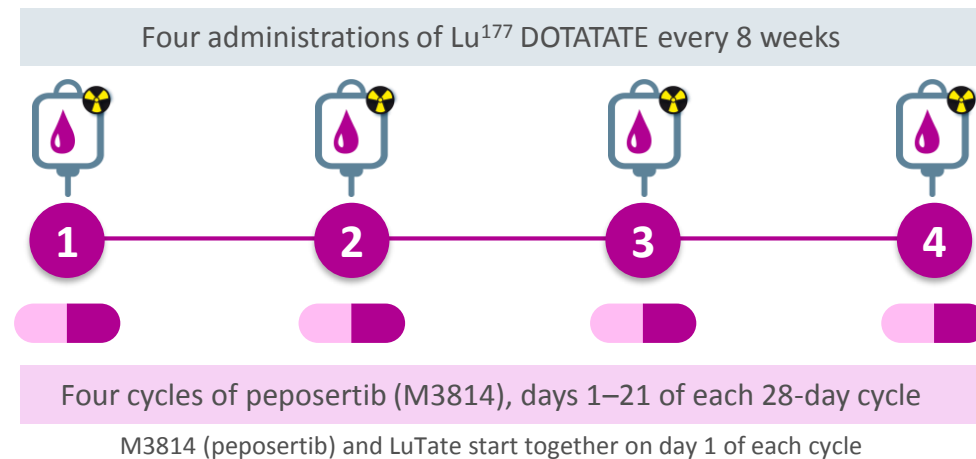 Four administrations of Lu¹⁷⁷ DOTATATE every 8 weeks
1 2 3 4
Four cycles of peposertib (M3814), days 1–21 of each 28-day cycle
M3814 (peposertib) and LuTate start together on day 1 of each cycle